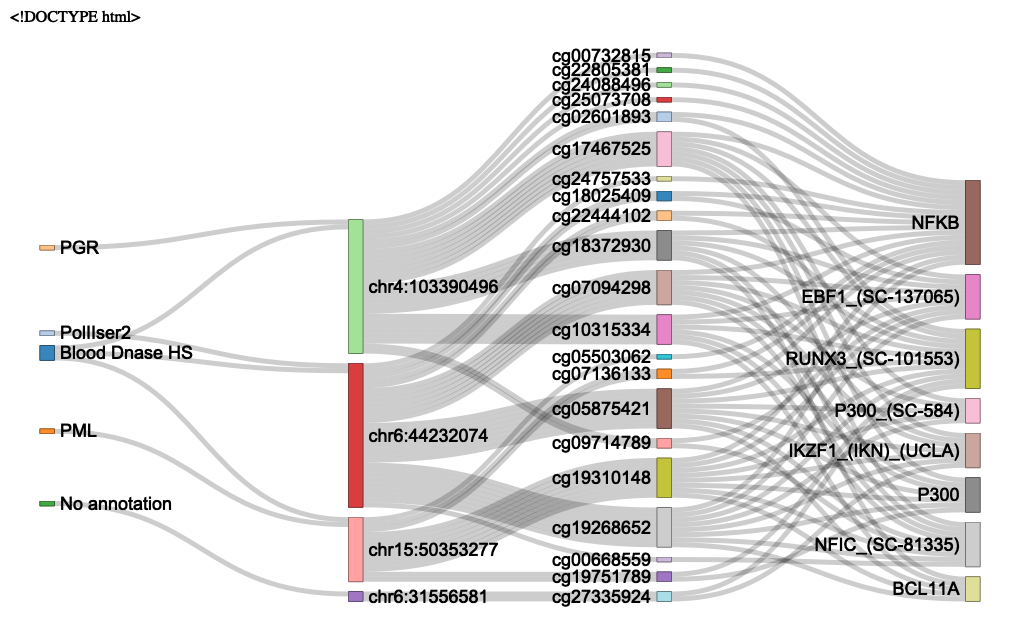 <!DOCTYPE html>
PGR
PolIIser2
Blood Dnase HS
PML
No annotation
chr4:103390496
chr6:44232074
chr15:50353277
chr6:31556581
cg00732815
cg22805381
cg24088496
cg25073708
cg02601893
cg17467525
cg24757533
cg18025409
cg22444102
cg18372930
cg07094298
cg10315334
cg05503062
cg07136133
cg05875421
cg09714789
cg19310148
cg19268652
cg00668559
cg19751789
cg27335924
NFKB
EBF1_(SC-137065)
RUNX3_(SC-101553)
P300_(SC-584)
IKZF1_(IKN)_(UCLA)
P300
NFIC_(SC-81335)
BCL11A